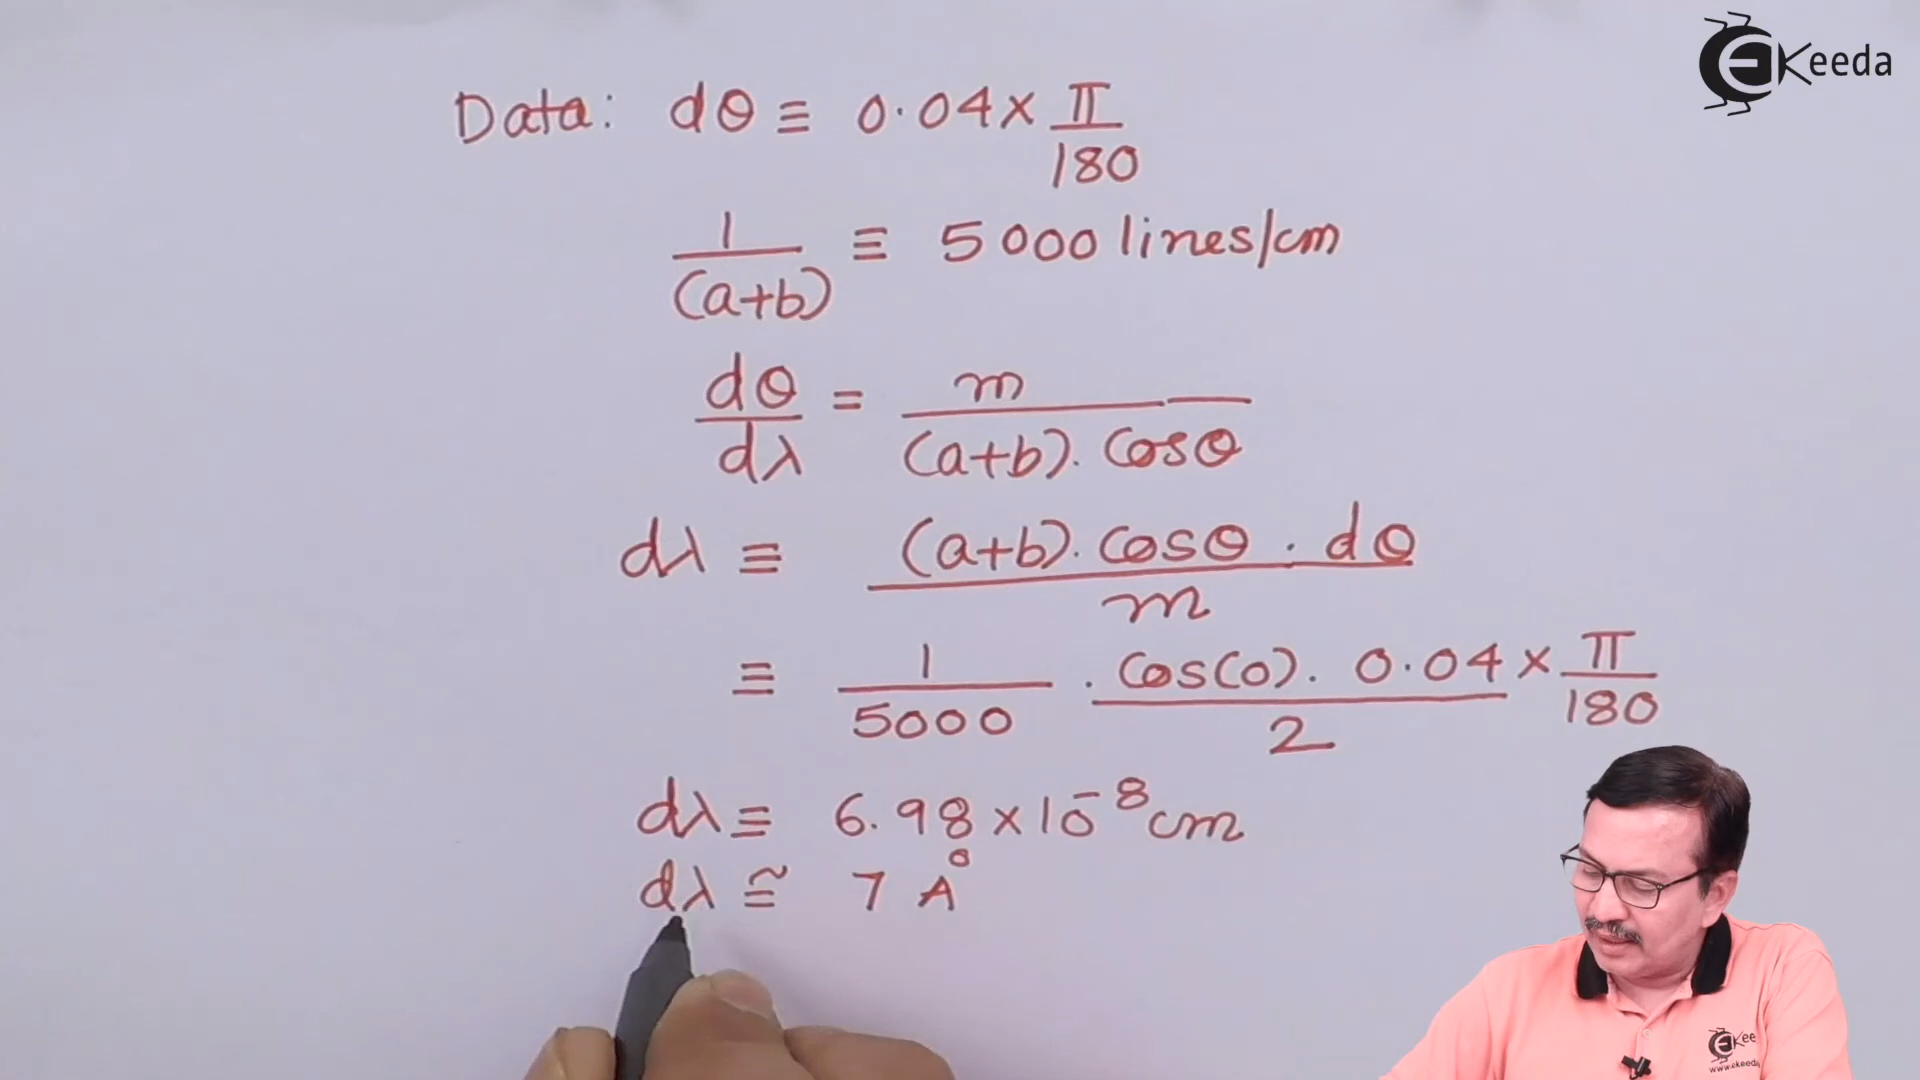 EKeeda
Data: dθ ≡ 0.04 × π/180
1/(a+b) ≡ 5000 lines/cm
dθ/dλ = m/((a+b). Cosθ)
dλ ≡ ((a+b). Cosθ . dθ)/m
≡ 1/5000 . (Cos(0). 0.04)/2 × π/180
dλ ≡ 6.98 × 10⁻⁸ cm
dλ ≅ 7 A°